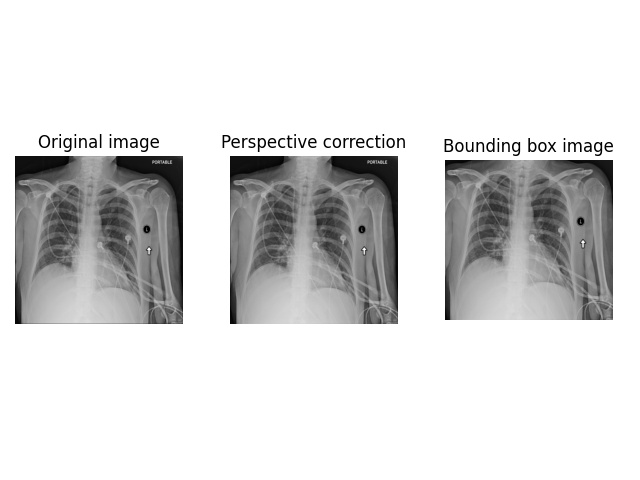 Original image
Perspective correction
Bounding box image
PORTABLE
PORTABLE